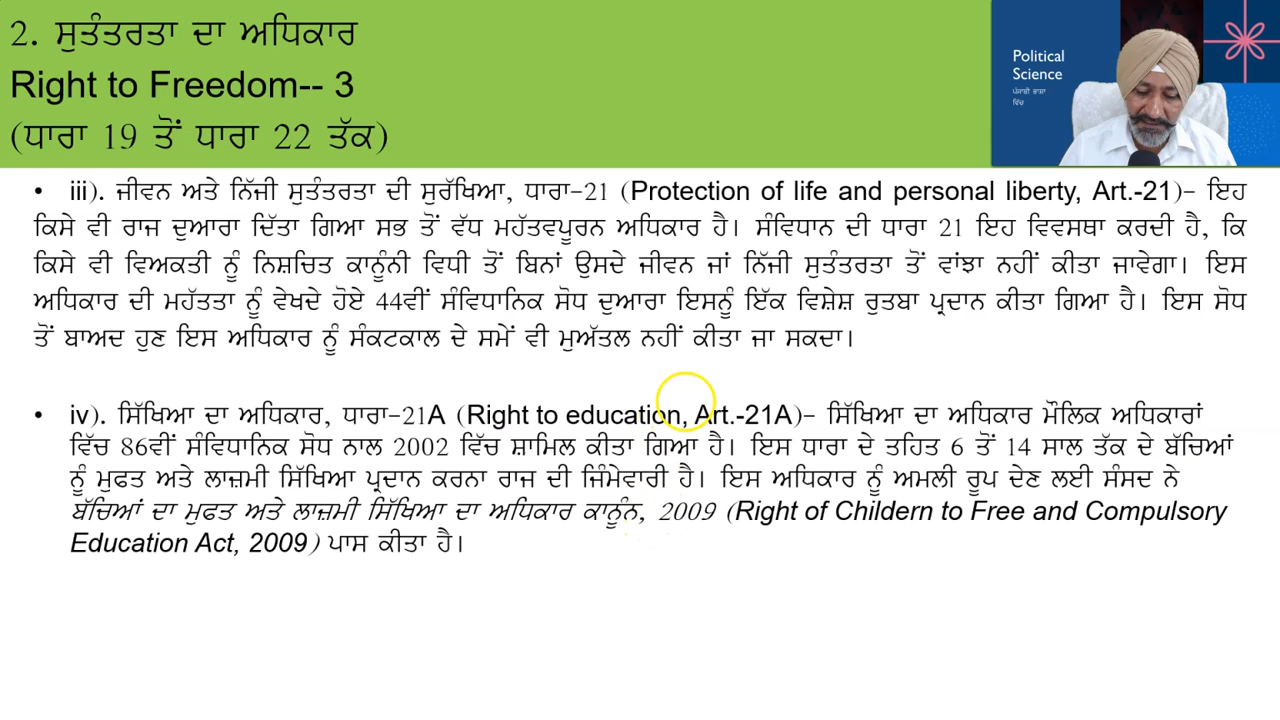 2. ਸੁਤੰਤਰਤਾ ਦਾ ਅਧਿਕਾਰ
Right to Freedom-- 3
(ਧਾਰਾ 19 ਤੋਂ ਧਾਰਾ 22 ਤੱਕ)
Political
Science
ਪੰਜਾਬੀ ਭਾਸ਼ਾ
ਵਿੱਚ
• iii). ਜੀਵਨ ਅਤੇ ਨਿੱਜੀ ਸੁਤੰਤਰਤਾ ਦੀ ਸੁਰੱਖਿਆ, ਧਾਰਾ-21 (Protection of life and personal liberty, Art.-21)- ਇਹ
ਕਿਸੇ ਵੀ ਰਾਜ ਦੁਆਰਾ ਦਿੱਤਾ ਗਿਆ ਸਭ ਤੋਂ ਵੱਧ ਮਹੱਤਵਪੂਰਨ ਅਧਿਕਾਰ ਹੈ। ਸੰਵਿਧਾਨ ਦੀ ਧਾਰਾ 21 ਇਹ ਵਿਵਸਥਾ ਕਰਦੀ ਹੈ, ਕਿ
ਕਿਸੇ ਵੀ ਵਿਅਕਤੀ ਨੂੰ ਨਿਸ਼ਚਿਤ ਕਾਨੂੰਨੀ ਵਿਧੀ ਤੋਂ ਬਿਨਾਂ ਉਸਦੇ ਜੀਵਨ ਜਾਂ ਨਿੱਜੀ ਸੁਤੰਤਰਤਾ ਤੋਂ ਵਾਂਝਾ ਨਹੀਂ ਕੀਤਾ ਜਾਵੇਗਾ। ਇਸ
ਅਧਿਕਾਰ ਦੀ ਮਹੱਤਤਾ ਨੂੰ ਵੇਖਦੇ ਹੋਏ 44ਵੀਂ ਸੰਵਿਧਾਨਿਕ ਸੋਧ ਦੁਆਰਾ ਇਸਨੂੰ ਇੱਕ ਵਿਸ਼ੇਸ਼ ਰੁਤਬਾ ਪ੍ਰਦਾਨ ਕੀਤਾ ਗਿਆ ਹੈ। ਇਸ ਸੋਧ
ਤੋਂ ਬਾਅਦ ਹੁਣ ਇਸ ਅਧਿਕਾਰ ਨੂੰ ਸੰਕਟਕਾਲ ਦੇ ਸਮੇਂ ਵੀ ਮੁਅੱਤਲ ਨਹੀਂ ਕੀਤਾ ਜਾ ਸਕਦਾ।
• iv). ਸਿੱਖਿਆ ਦਾ ਅਧਿਕਾਰ, ਧਾਰਾ-21A (Right to education, Art.-21A)- ਸਿੱਖਿਆ ਦਾ ਅਧਿਕਾਰ ਮੌਲਿਕ ਅਧਿਕਾਰਾਂ
ਵਿੱਚ 86ਵੀਂ ਸੰਵਿਧਾਨਿਕ ਸੋਧ ਨਾਲ 2002 ਵਿੱਚ ਸ਼ਾਮਿਲ ਕੀਤਾ ਗਿਆ ਹੈ। ਇਸ ਧਾਰਾ ਦੇ ਤਹਿਤ 6 ਤੋਂ 14 ਸਾਲ ਤੱਕ ਦੇ ਬੱਚਿਆਂ
ਨੂੰ ਮੁਫਤ ਅਤੇ ਲਾਜ਼ਮੀ ਸਿੱਖਿਆ ਪ੍ਰਦਾਨ ਕਰਨਾ ਰਾਜ ਦੀ ਜਿੰਮੇਵਾਰੀ ਹੈ। ਇਸ ਅਧਿਕਾਰ ਨੂੰ ਅਮਲੀ ਰੂਪ ਦੇਣ ਲਈ ਸੰਸਦ ਨੇ
ਬੱਚਿਆਂ ਦਾ ਮੁਫਤ ਅਤੇ ਲਾਜ਼ਮੀ ਸਿੱਖਿਆ ਦਾ ਅਧਿਕਾਰ ਕਾਨੂੰਨ, 2009 (Right of Childern to Free and Compulsory
Education Act, 2009) ਪਾਸ ਕੀਤਾ ਹੈ।